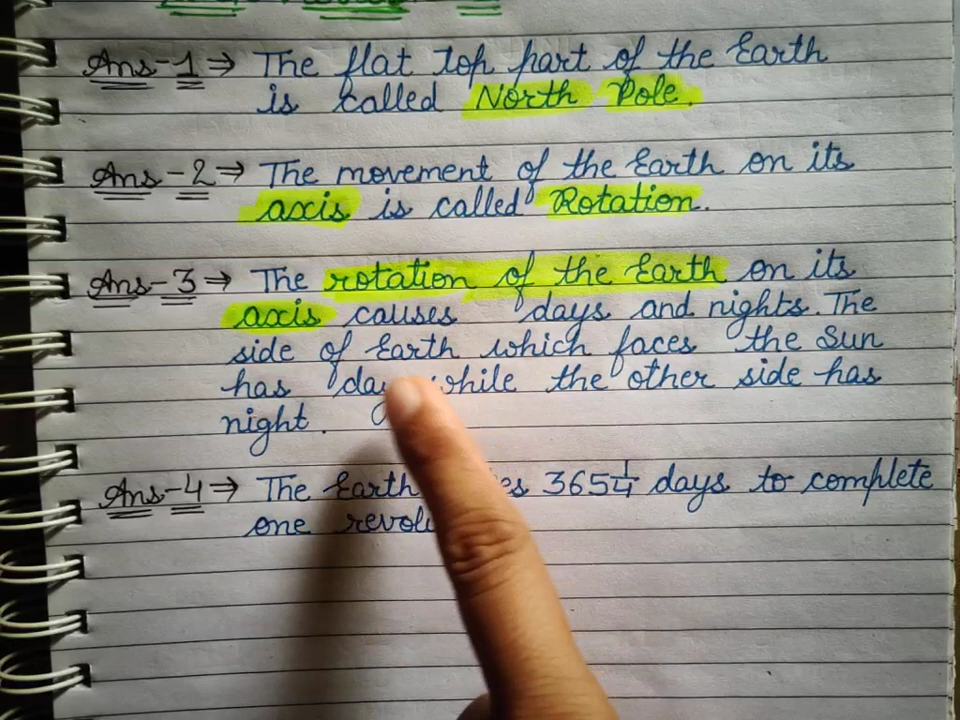 Ans-1⇒ The flat top part of the Earth
is called North Pole.
Ans-2⇒ The movement of the Earth on its
axis is called Rotation.
Ans-3⇒ The rotation of the Earth on its
axis causes days and nights. The
side of Earth which faces the Sun
has day while the other side has
night.
Ans-4⇒ The Earth 365 1/4 days to complete
one